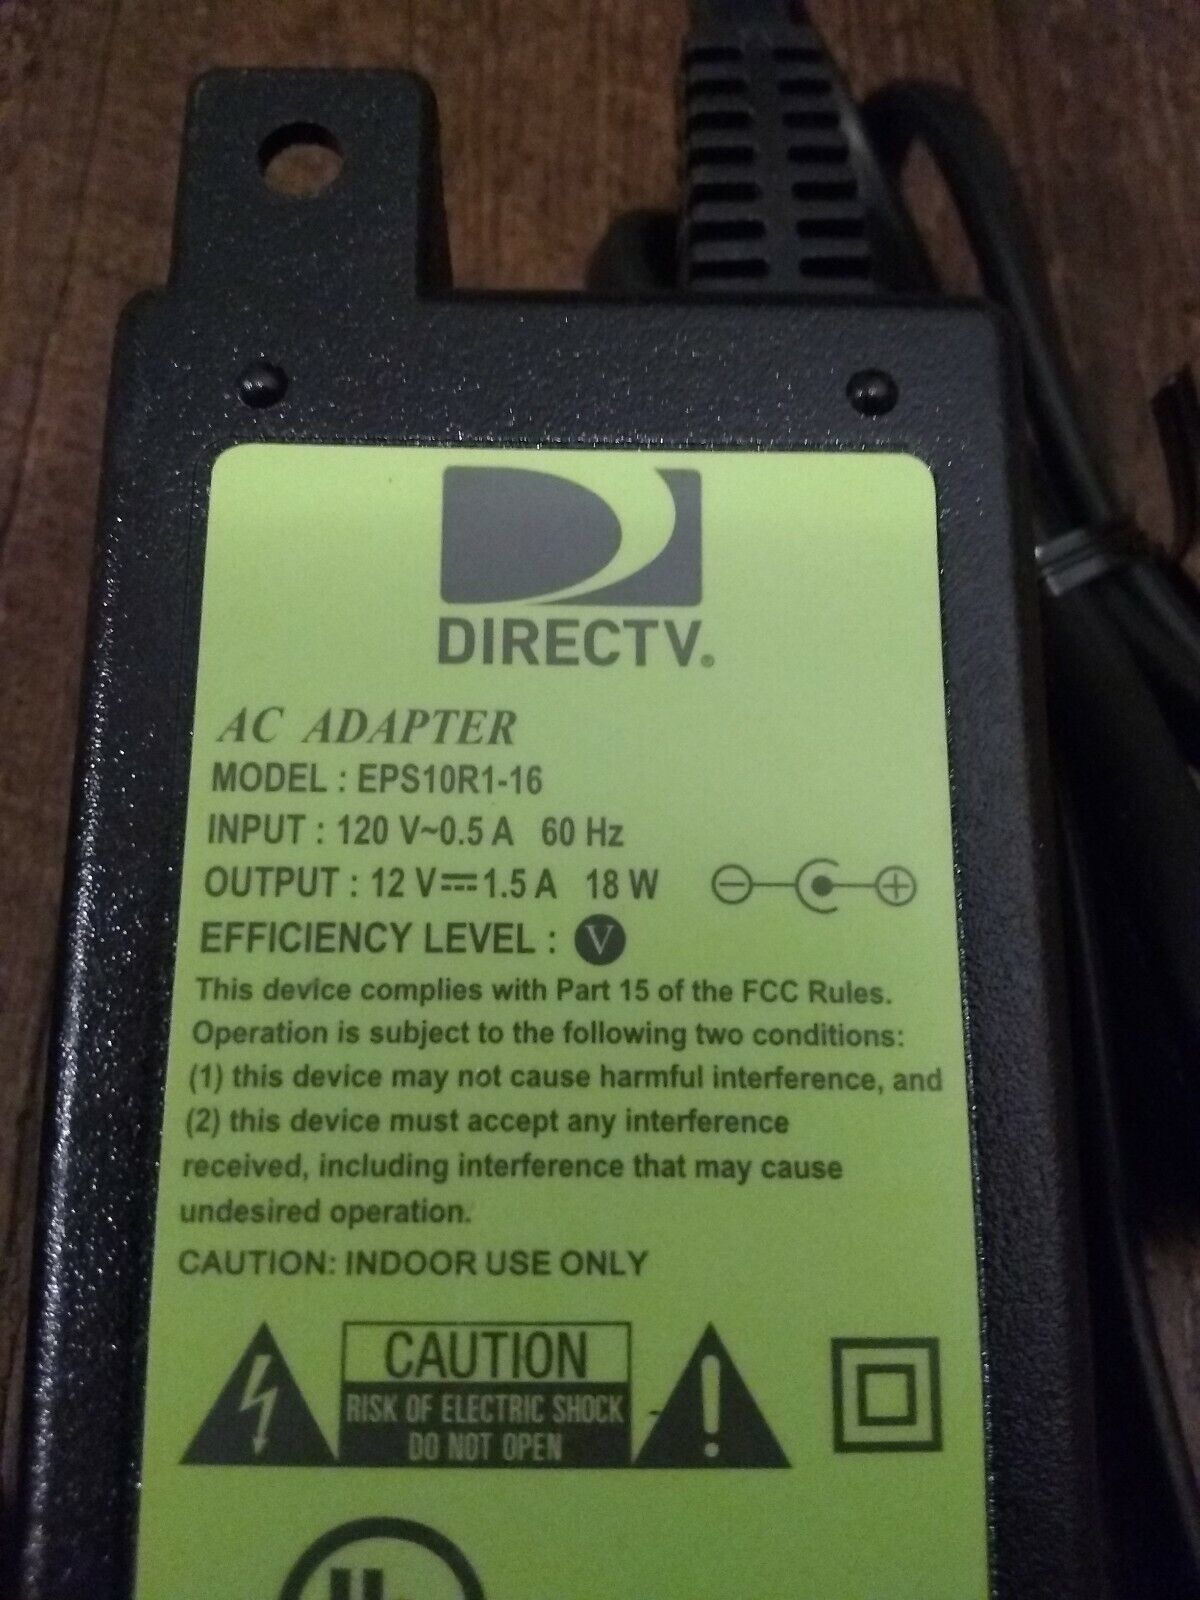 DIRECTV®
AC ADAPTER
MODEL : EPS10R1-16
INPUT : 120 V~0.5 A 60 Hz
OUTPUT : 12 V⎓1.5 A 18 W
EFFICIENCY LEVEL : V
This device complies with Part 15 of the FCC Rules.
Operation is subject to the following two conditions:
(1) this device may not cause harmful interference, and
(2) this device must accept any interference
received, including interference that may cause
undesired operation.
CAUTION: INDOOR USE ONLY
CAUTION
RISK OF ELECTRIC SHOCK
DO NOT OPEN